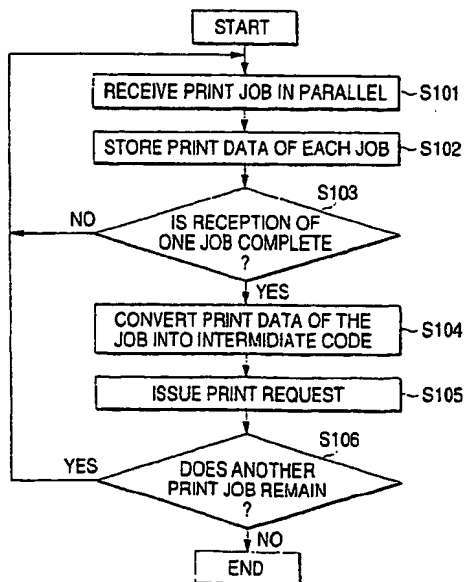 START
RECEIVE PRINT JOB IN PARALLEL
S101
STORE PRINT DATA OF EACH JOB
S102
S103
NO
IS RECEPTION OF
ONE JOB COMPLETE
?
YES
CONVERT PRINT DATA OF THE
JOB INTO INTERMIDIATE CODE
S104
ISSUE PRINT REQUEST
S105
S106
YES
DOES ANOTHER
PRINT JOB REMAIN
?
NO
END